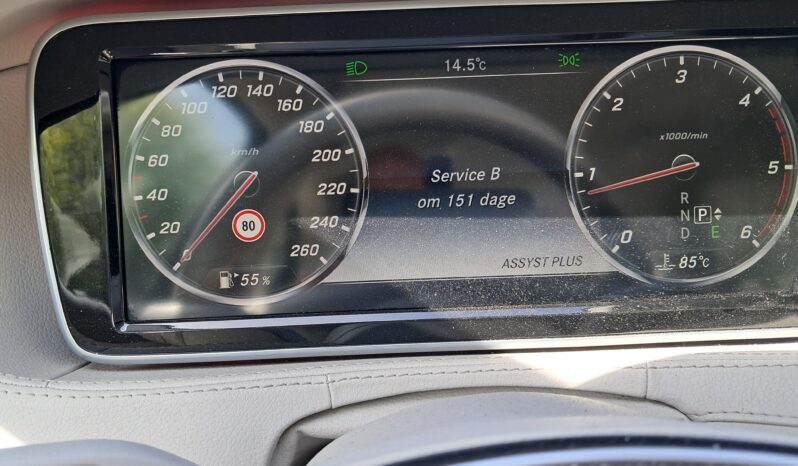 14.5°c
20
40
60
80
100
120
140
160
180
200
220
240
260
km/h
80
55 %
Service B
om 151 dage
ASSYST PLUS
0
1
2
3
4
5
6
x1000/min
R
N P
D E
85°C